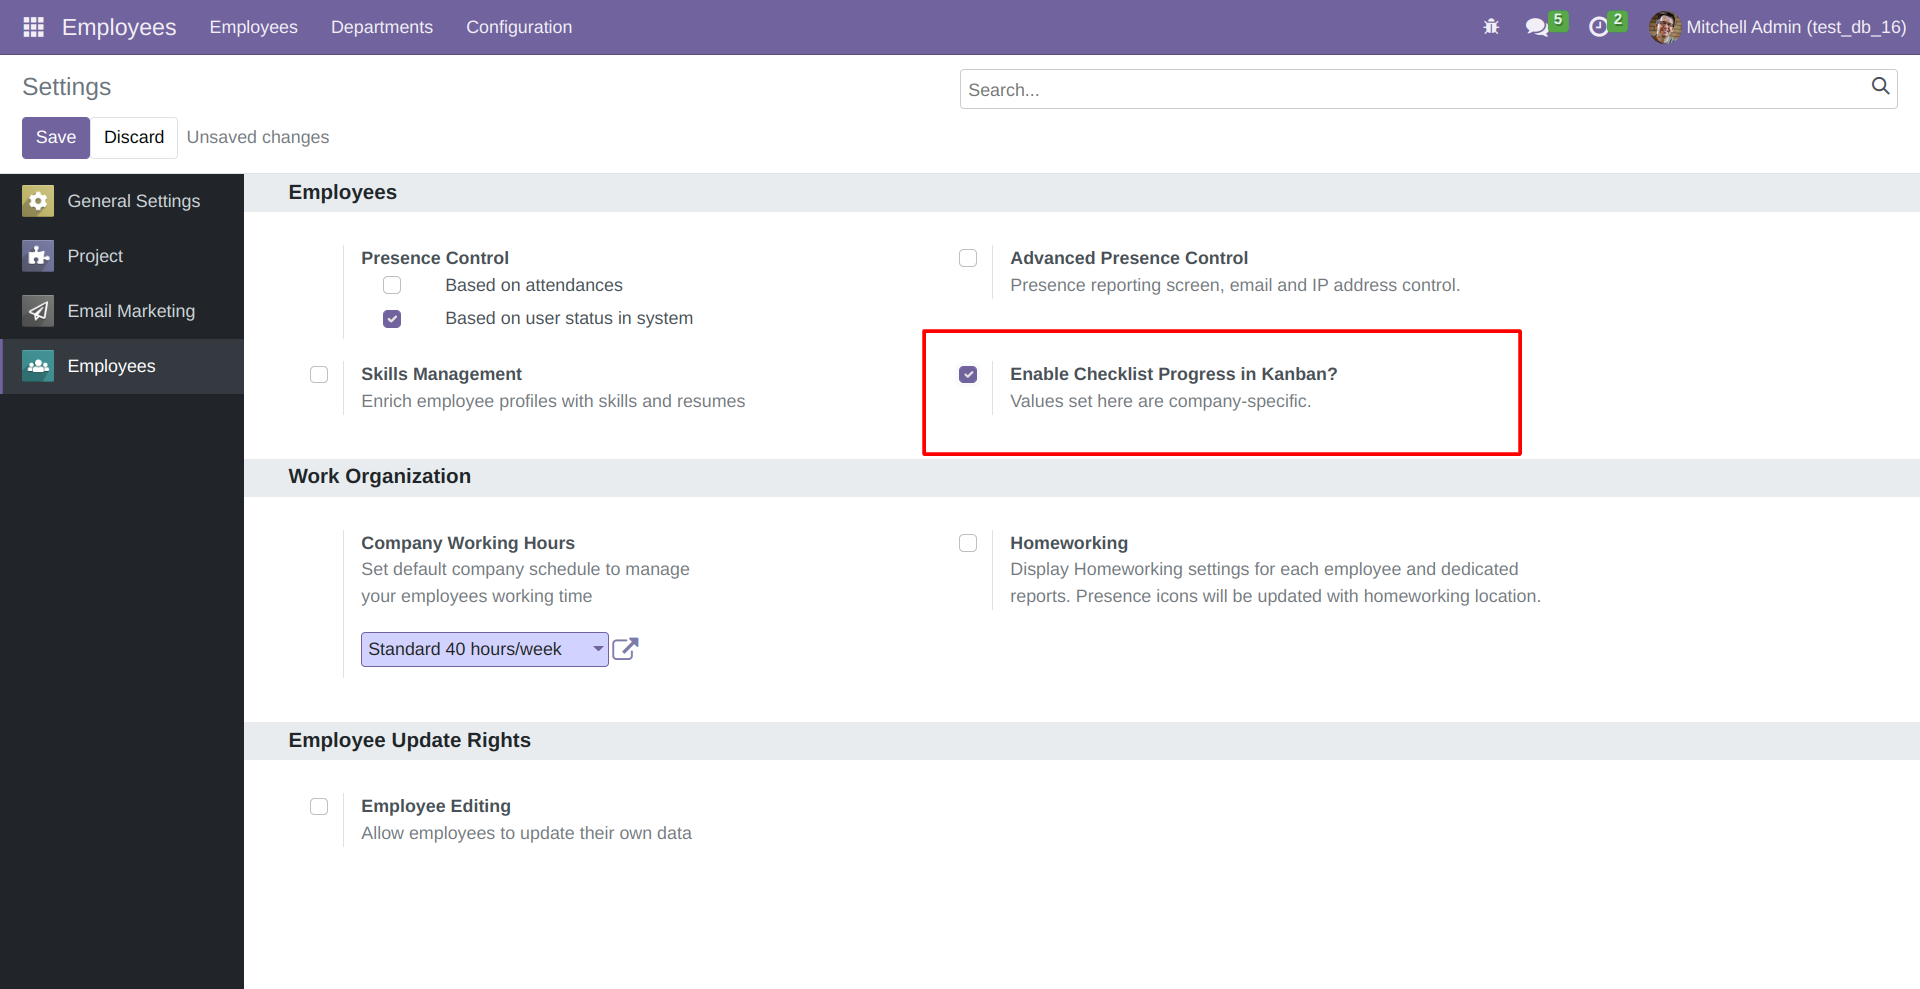 Employees Employees Departments Configuration 5 2 Mitchell Admin (test_db_16)
Settings
Search...
Save Discard Unsaved changes
General Settings
Project
Email Marketing
Employees
Employees
Presence Control
Based on attendances
Based on user status in system
Advanced Presence Control
Presence reporting screen, email and IP address control.
Skills Management
Enrich employee profiles with skills and resumes
Enable Checklist Progress in Kanban?
Values set here are company-specific.
Work Organization
Company Working Hours
Set default company schedule to manage
your employees working time
Standard 40 hours/week
Homeworking
Display Homeworking settings for each employee and dedicated
reports. Presence icons will be updated with homeworking location.
Employee Update Rights
Employee Editing
Allow employees to update their own data